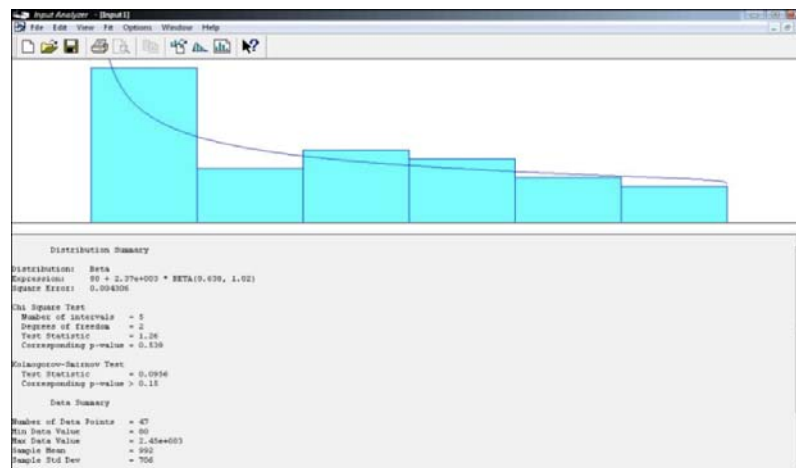 Input Analyzer - [Input1]
File Edit View Fit Options Window Help
Distribution Summary
Distribution: Beta
Expression: 80 + 2.37e+003 * BETA(0.638, 1.02)
Square Error: 0.004306
Chi Square Test
Number of intervals = 5
Degrees of freedom = 2
Test Statistic = 1.26
Corresponding p-value = 0.539
Kolmogorov-Smirnov Test
Test Statistic = 0.0956
Corresponding p-value > 0.15
Data Summary
Number of Data Points = 47
Min Data Value = 80
Max Data Value = 2.45e+003
Sample Mean = 992
Sample Std Dev = 706